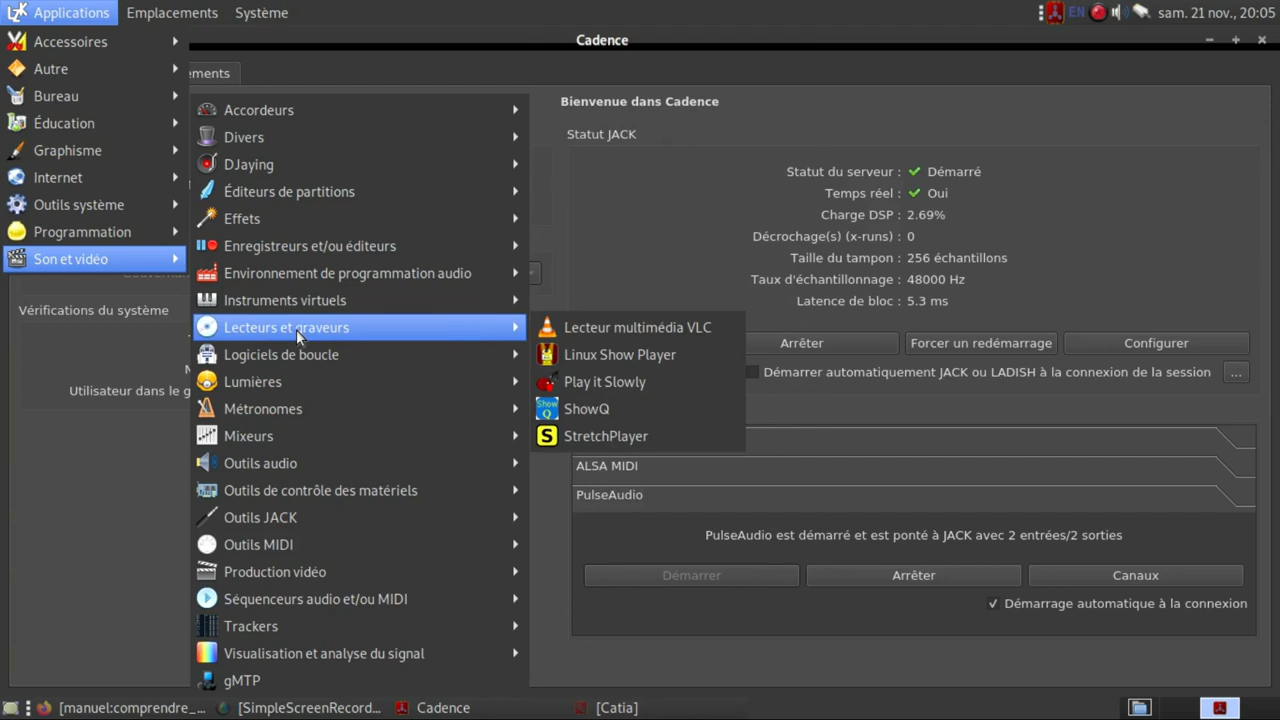 Applications Emplacements Système EN sam. 21 nov., 20:05
Cadence
Accessoires
Autre
Bureau
Éducation
Graphisme
Internet
Outils système
Programmation
Son et vidéo
ements
Vérifications du système
Utilisateur dans le g
Accordeurs
Divers
DJaying
Éditeurs de partitions
Effets
Enregistreurs et/ou éditeurs
Environnement de programmation audio
Instruments virtuels
Lecteurs et graveurs
Logiciels de boucle
Lumières
Métronomes
Mixeurs
Outils audio
Outils de contrôle des matériels
Outils JACK
Outils MIDI
Production vidéo
Séquenceurs audio et/ou MIDI
Trackers
Visualisation et analyse du signal
gMTP
Lecteur multimédia VLC
Linux Show Player
Play it Slowly
ShowQ
StretchPlayer
Bienvenue dans Cadence
Statut JACK
Statut du serveur : Démarré
Temps réel : Oui
Charge DSP : 2.69%
Décrochage(s) (x-runs) : 0
Taille du tampon : 256 échantillons
Taux d'échantillonnage : 48000 Hz
Latence de bloc : 5.3 ms
Arrêter Forcer un redémarrage Configurer
Démarrer automatiquement JACK ou LADISH à la connexion de la session ...
ALSA MIDI
PulseAudio
PulseAudio est démarré et est ponté à JACK avec 2 entrées/2 sorties
Démarrer Arrêter Canaux
Démarrage automatique à la connexion
[manuel:comprendre_... [SimpleScreenRecord... Cadence [Catia]